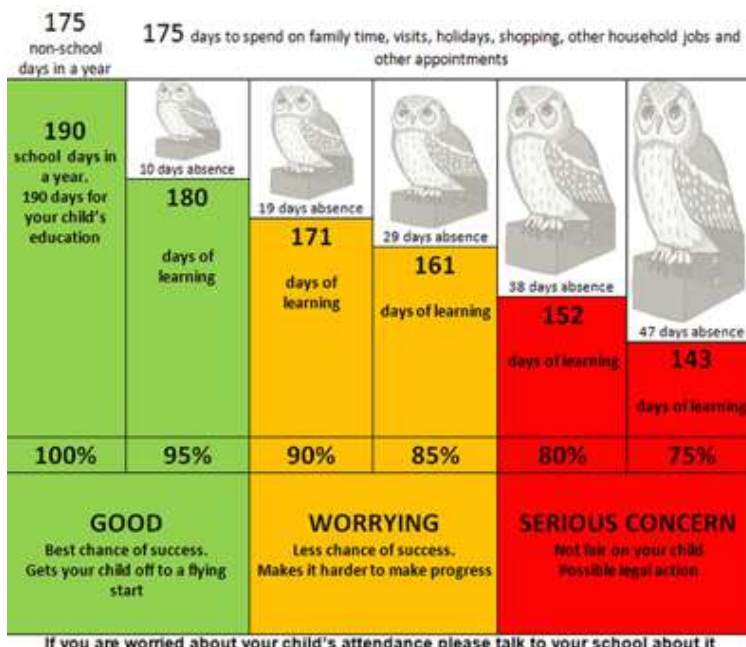 175
non-school
days in a year
175 days to spend on family time, visits, holidays, shopping, other household jobs and
other appointments
190
school days in
a year.
190 days for
your child's
education
10 days absence
180
days of
learning
19 days absence
171
days of
learning
29 days absence
161
days of learning
38 days absence
152
days of learning
47 days absence
143
days of learning
100%
95%
90%
85%
80%
75%
GOOD
Best chance of success.
Gets your child off to a flying
start
WORRYING
Less chance of success.
Makes it harder to make progress
SERIOUS CONCERN
Not fair on your child
Possible legal action
If you are worried about your child's attendance please talk to your school about it